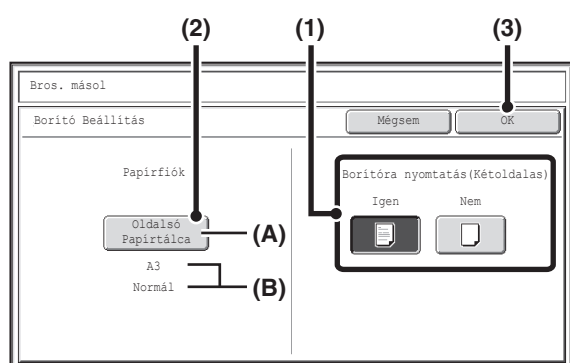 (2) (1) (3)
Bros. másol
Borító Beállítás Mégsem OK
Papírfiók
Borítóra nyomtatás(Kétoldalas)
Igen Nem
Oldalsó
Papírtálca
(A)
A3
Normál
(B)